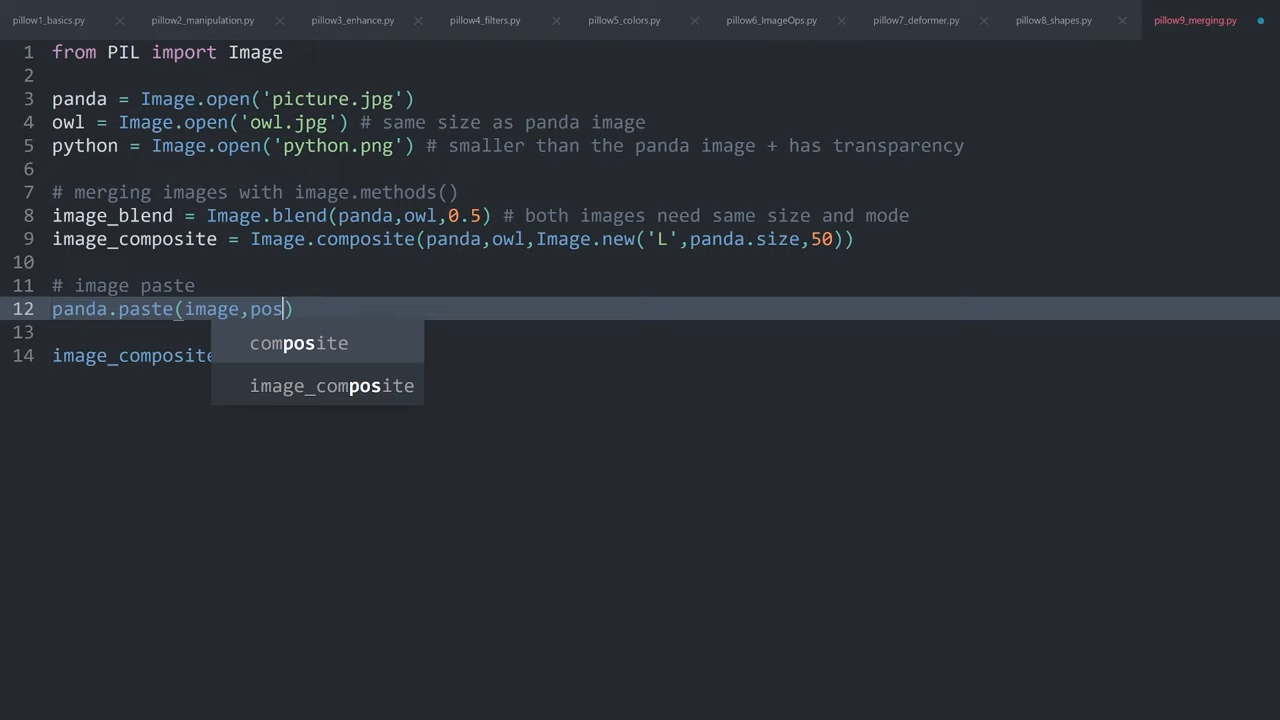 pillow1_basics.py pillow2_manipulation.py pillow3_enhance.py pillow4_filters.py pillow5_colors.py pillow6_ImageOps.py pillow7_deformer.py pillow8_shapes.py pillow9_merging.py
1 from PIL import Image
2
3 panda = Image.open('picture.jpg')
4 owl = Image.open('owl.jpg') # same size as panda image
5 python = Image.open('python.png') # smaller than the panda image + has transparency
6
7 # merging images with image.methods()
8 image_blend = Image.blend(panda,owl,0.5) # both images need same size and mode
9 image_composite = Image.composite(panda,owl,Image.new('L',panda.size,50))
10
11 # image paste
12 panda.paste(image,pos)
13
composite
14 image_composite
image_composite